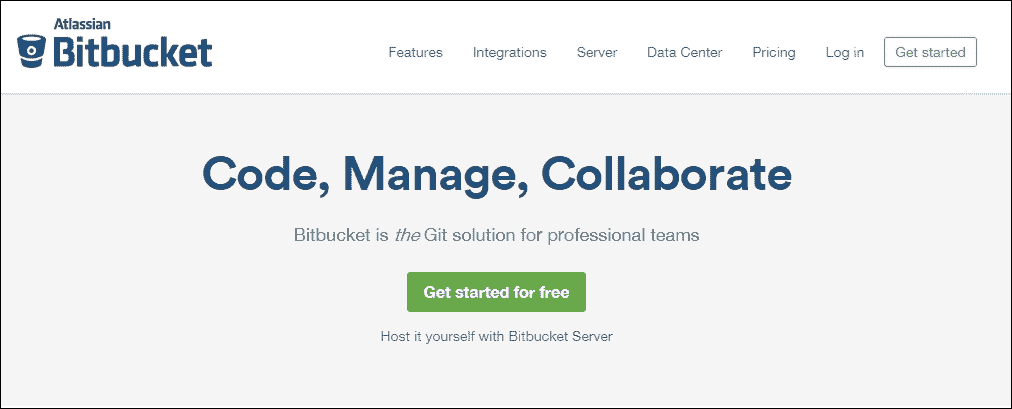 Atlassian
Bitbucket
Features Integrations Server Data Center Pricing Log in Get started
Code, Manage, Collaborate
Bitbucket is the Git solution for professional teams
Get started for free
Host it yourself with Bitbucket Server